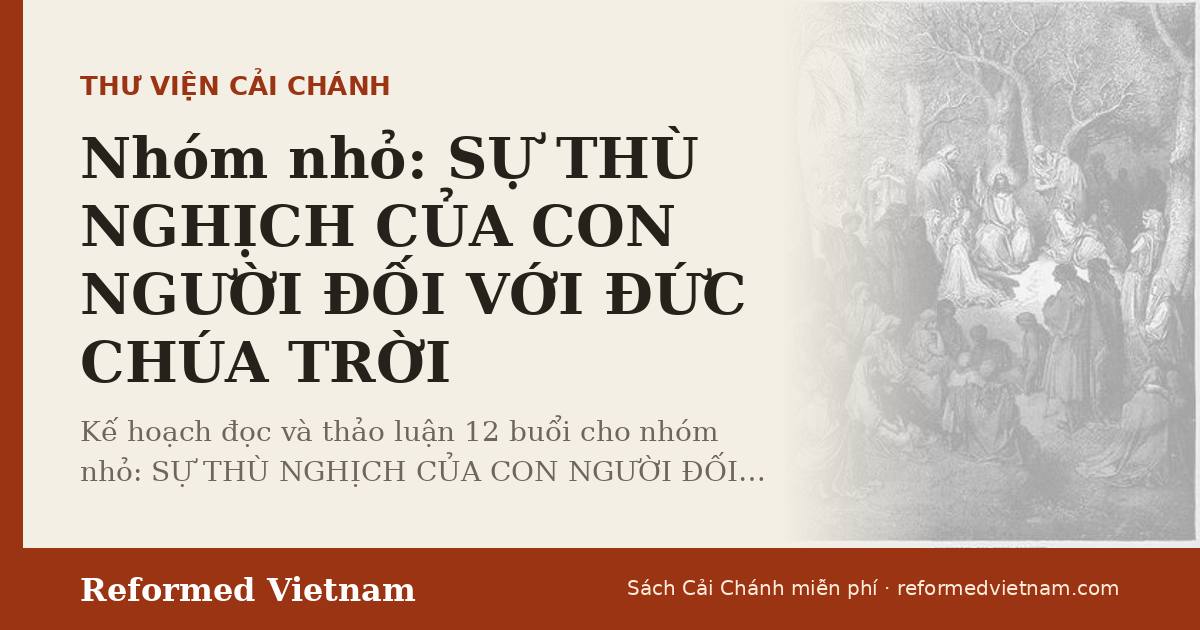 THƯ VIỆN CẢI CHÁNH
Nhóm nhỏ: SỰ THÙ
NGHỊCH CỦA CON
NGƯỜI ĐỐI VỚI ĐỨC
CHÚA TRỜI
Kế hoạch đọc và thảo luận 12 buổi cho nhóm
nhỏ: SỰ THÙ NGHỊCH CỦA CON NGƯỜI ĐỐI...
Reformed Vietnam
Sách Cải Chánh miễn phí · reformedvietnam.com